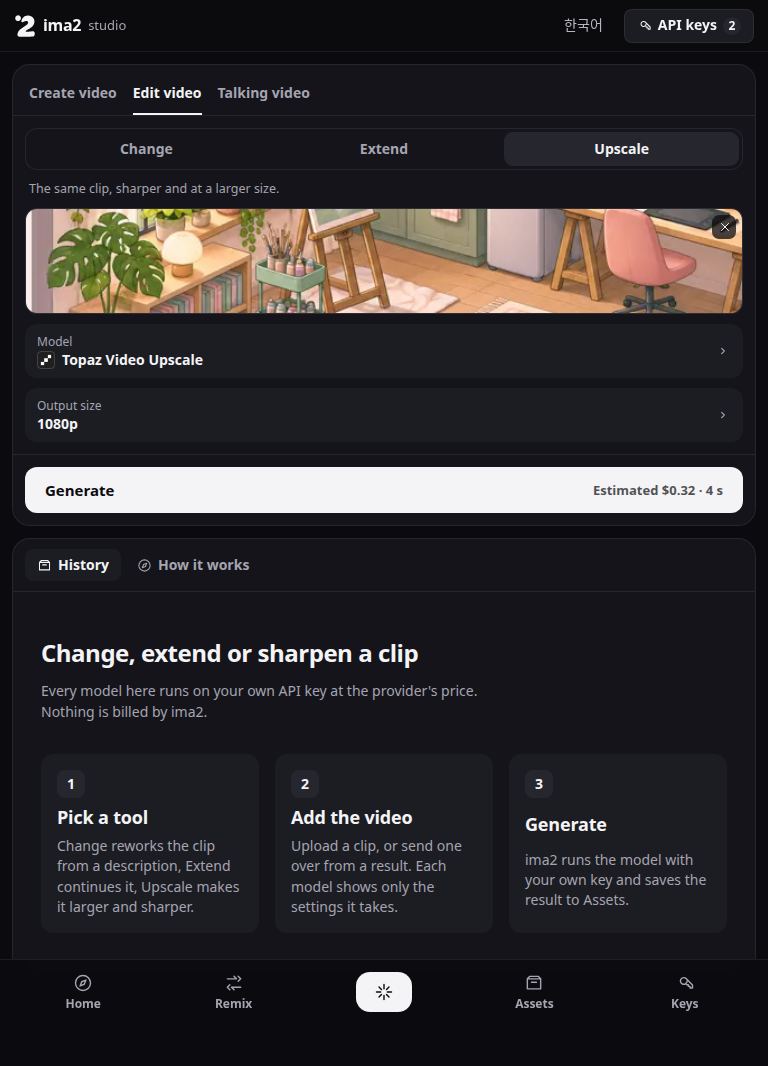 ima2 studio
한국어
API keys 2
Create video
Edit video
Talking video
Change
Extend
Upscale
The same clip, sharper and at a larger size.
Model
Topaz Video Upscale
Output size
1080p
Generate
Estimated $0.32 · 4 s
History
How it works
Change, extend or sharpen a clip
Every model here runs on your own API key at the provider's price.
Nothing is billed by ima2.
1
Pick a tool
Change reworks the clip
from a description, Extend
continues it, Upscale makes
it larger and sharper.
2
Add the video
Upload a clip, or send one
over from a result. Each
model shows only the
settings it takes.
3
Generate
ima2 runs the model with
your own key and saves the
result to Assets.
Home
Remix
Assets
Keys